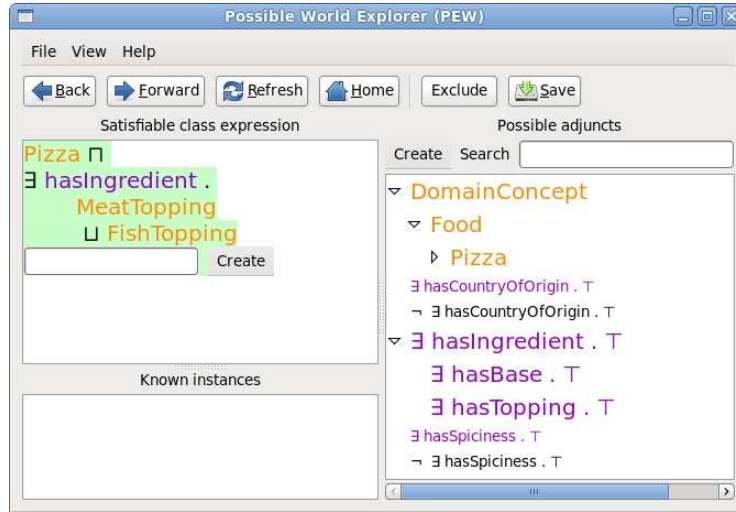 Possible World Explorer (PEW)
File View Help
Back Forward Refresh Home Exclude Save
Satisfiable class expression
Pizza ⊓
∃ hasIngredient .
MeatTopping
⊔ FishTopping
Create
Known instances
Possible adjuncts
Create Search
DomainConcept
Food
Pizza
∃ hasCountryOfOrigin . ⊤
¬ ∃ hasCountryOfOrigin . ⊤
∃ hasIngredient . ⊤
∃ hasBase . ⊤
∃ hasTopping . ⊤
∃ hasSpiciness . ⊤
¬ ∃ hasSpiciness . ⊤